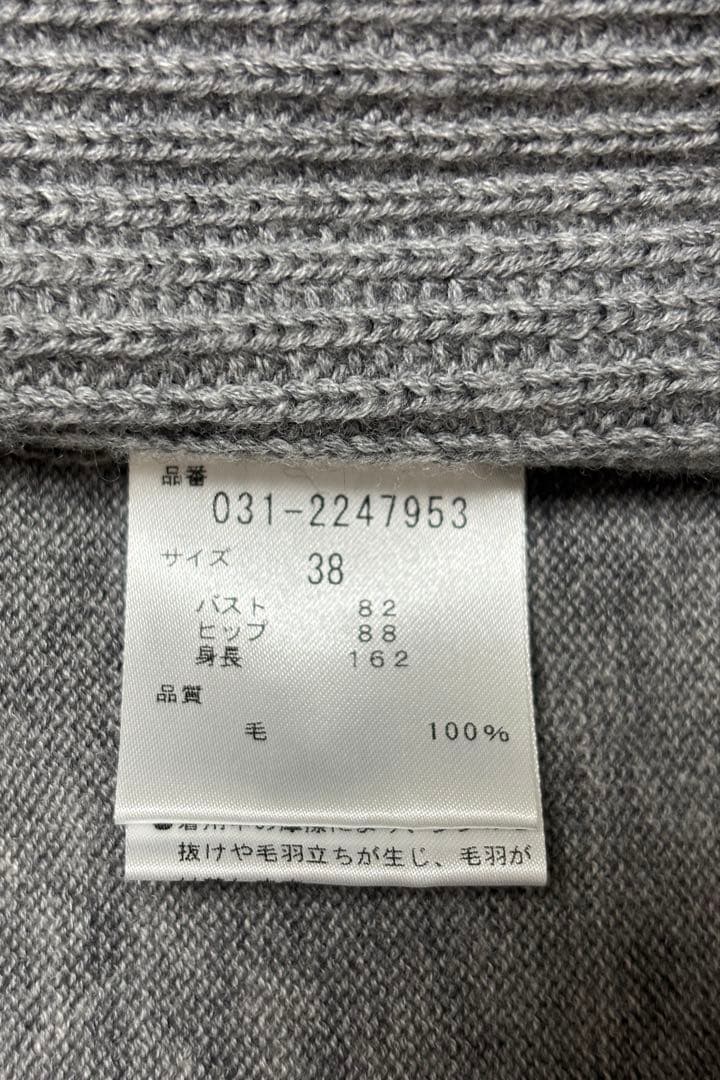 品番
031-2247953
サイズ 38
バスト 82
ヒップ 88
身長 162
品質
毛 100%
抜けや毛羽立ちが生じ、毛羽が